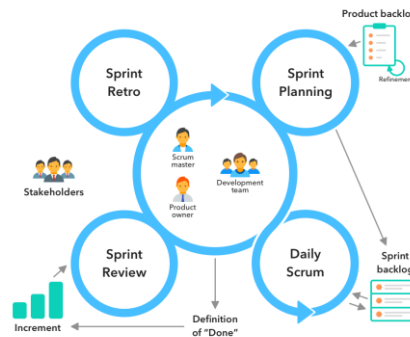 Product backlog
Refinement
Sprint
Retro
Sprint
Planning
Scrum
master
Development
team
Product
owner
Stakeholders
Sprint
Review
Daily
Scrum
Sprint
backlog
Increment
Definition
of "Done"